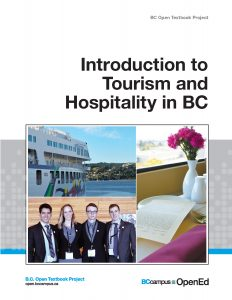 BC Open Textbook Project
Introduction to
Tourism and
Hospitality in BC
B.C. Open Textbook Project
open.bccampus.ca
BCcampus OpenEd